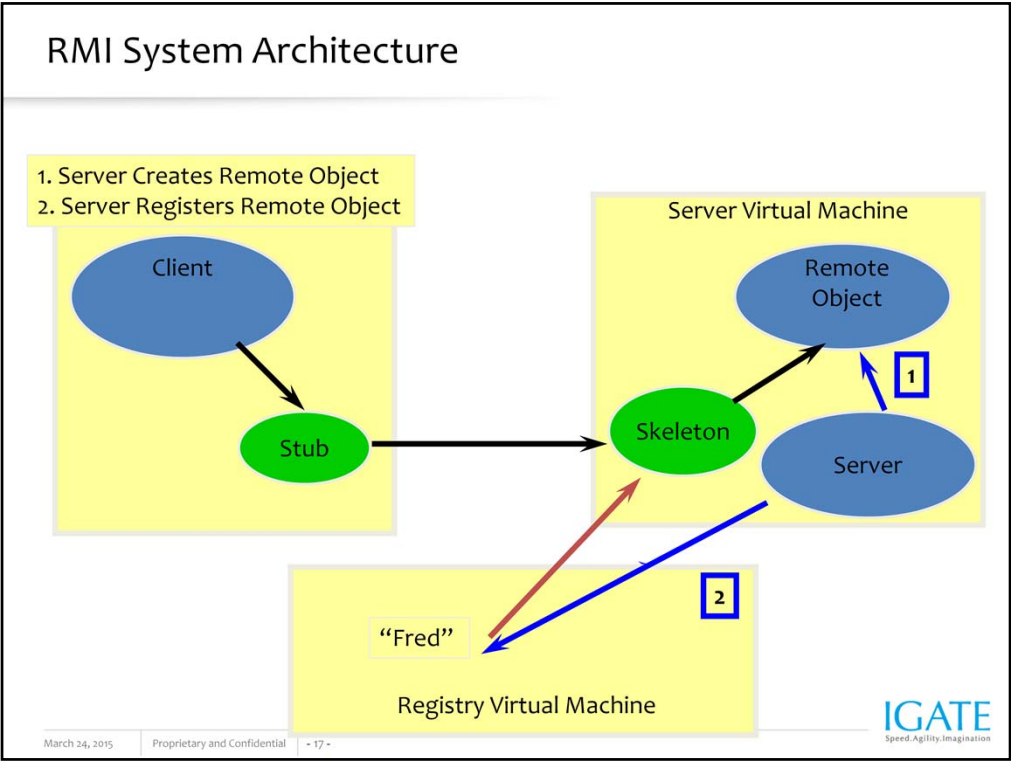 RMI System Architecture
1. Server Creates Remote Object
2. Server Registers Remote Object
Server Virtual Machine
Client
Remote
Object
1
Stub
Skeleton
Server
2
“Fred”
Registry Virtual Machine
IGATE
Speed.Agility.Imagination
March 24, 2015
Proprietary and Confidential
- 17 -